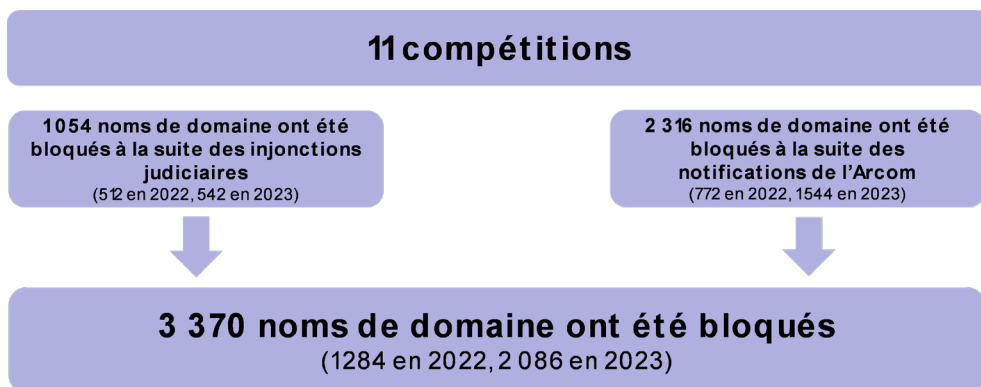 11 compétitions
1054 noms de domaine ont été
bloqués à la suite des injonctions
judiciaires
(512 en 2022, 542 en 2023)
2 316 noms de domaine ont été
bloqués à la suite des
notifications de l'Arcom
(772 en 2022, 1544 en 2023)
3 370 noms de domaine ont été bloqués
(1284 en 2022, 2 086 en 2023)